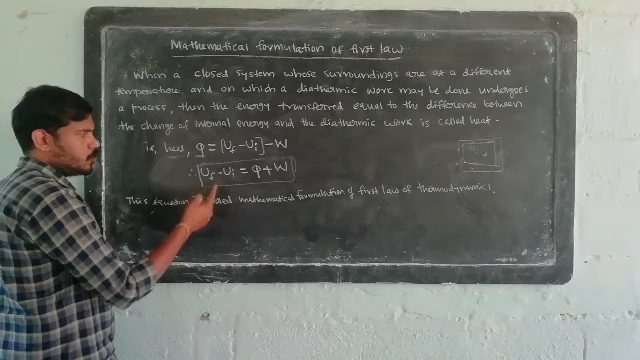 Mathematical formulation of first law
When a closed system whose surroundings are at a different
temperature and on which a diathermic work may be done undergoes
a process, then the energy transferred equal to the difference between
the change of internal energy and the diathermic work is called heat.
ie, Q = [Uf - Ui] - W
∴ Uf - Ui = Q + W
This equation mathematical formulation of first law of thermodynamics.